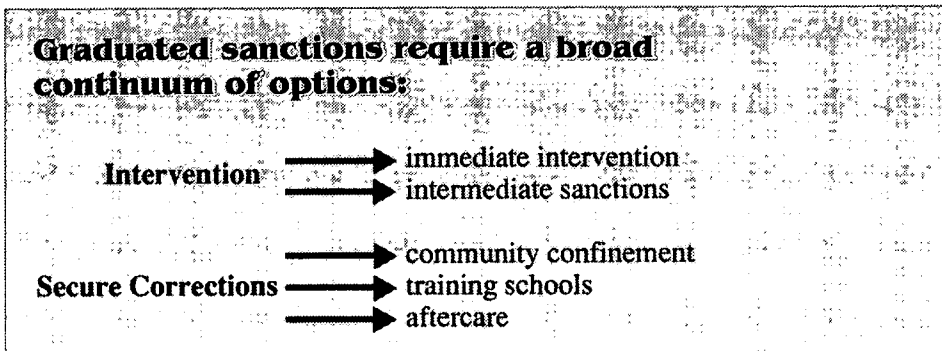 Graduated sanctions require a broad
continuum of options:
Intervention
immediate intervention
intermediate sanctions
Secure Corrections
community confinement
training schools
aftercare